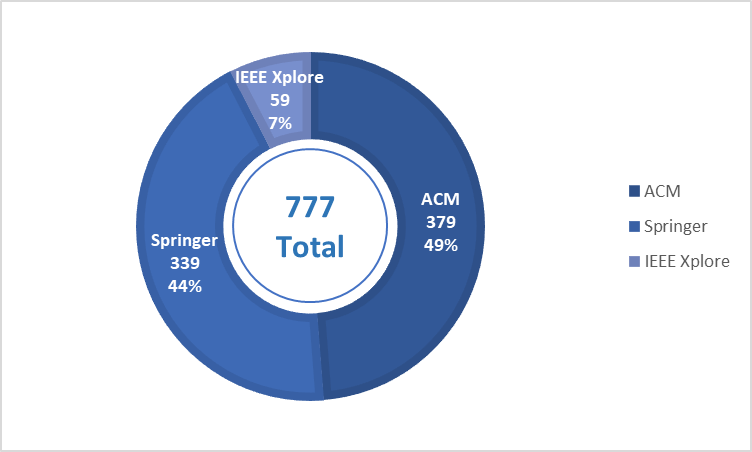 IEEE Xplore
59
7%
ACM
379
49%
Springer
339
44%
777
Total
ACM
Springer
IEEE Xplore